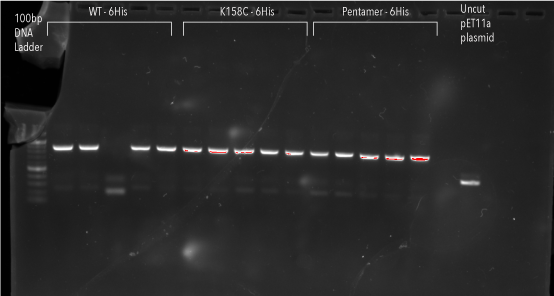 100bp
DNA
Ladder
WT - 6His
K158C - 6His
Pentamer - 6His
Uncut
pET11a
plasmid